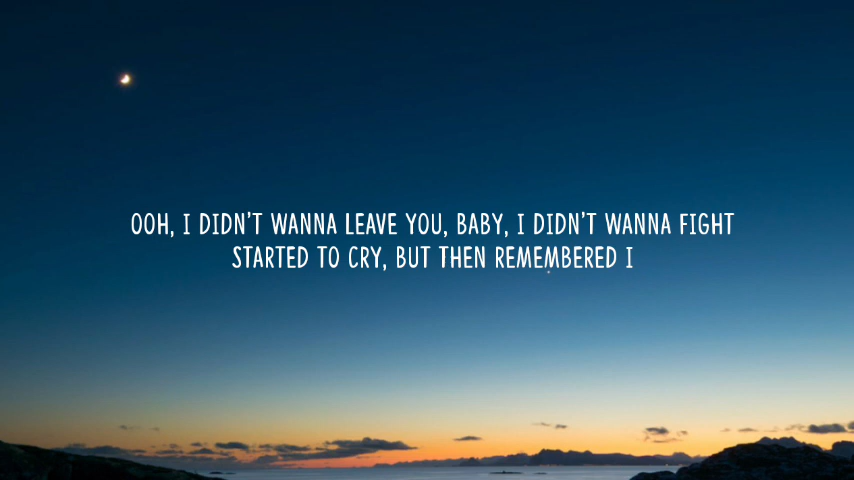 OOH, I DIDN'T WANNA LEAVE YOU, BABY, I DIDN'T WANNA FIGHT
STARTED TO CRY, BUT THEN REMEMBERED I